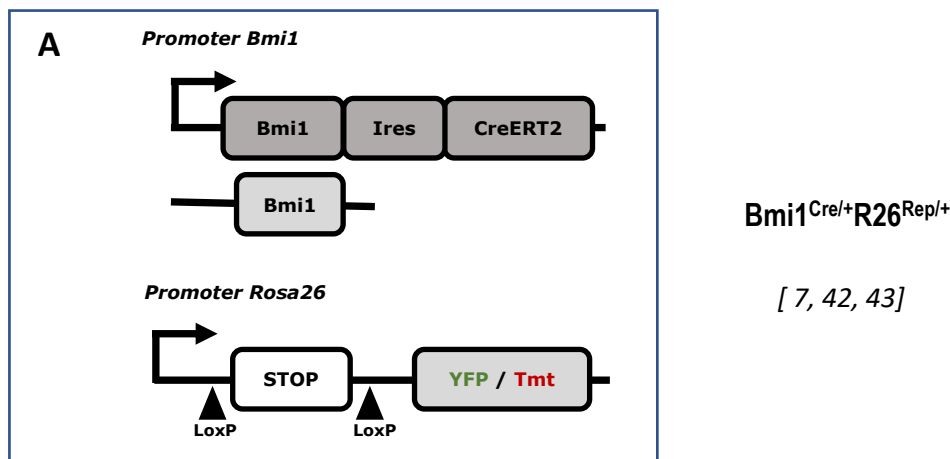 A
Promoter Bmi1
Bmi1 Ires CreERT2
Bmi1
Bmi1Cre/+R26Rep/+
[ 7, 42, 43]
Promoter Rosa26
STOP YFP / Tmt
LoxP LoxP